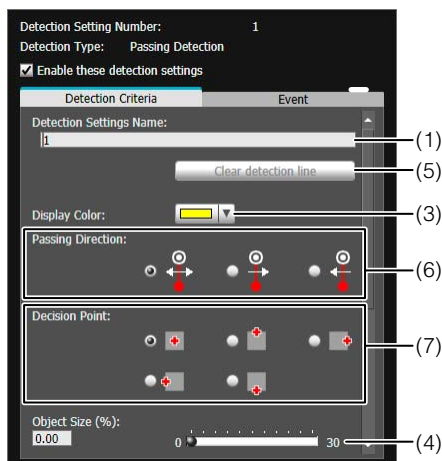 Detection Setting Number: 1
Detection Type: Passing Detection
Enable these detection settings
Detection Criteria Event
Detection Settings Name:
1 (1)
Clear detection line (5)
Display Color: (3)
Passing Direction:
(6)
Decision Point:
(7)
Object Size (%):
0.00 0 30 (4)